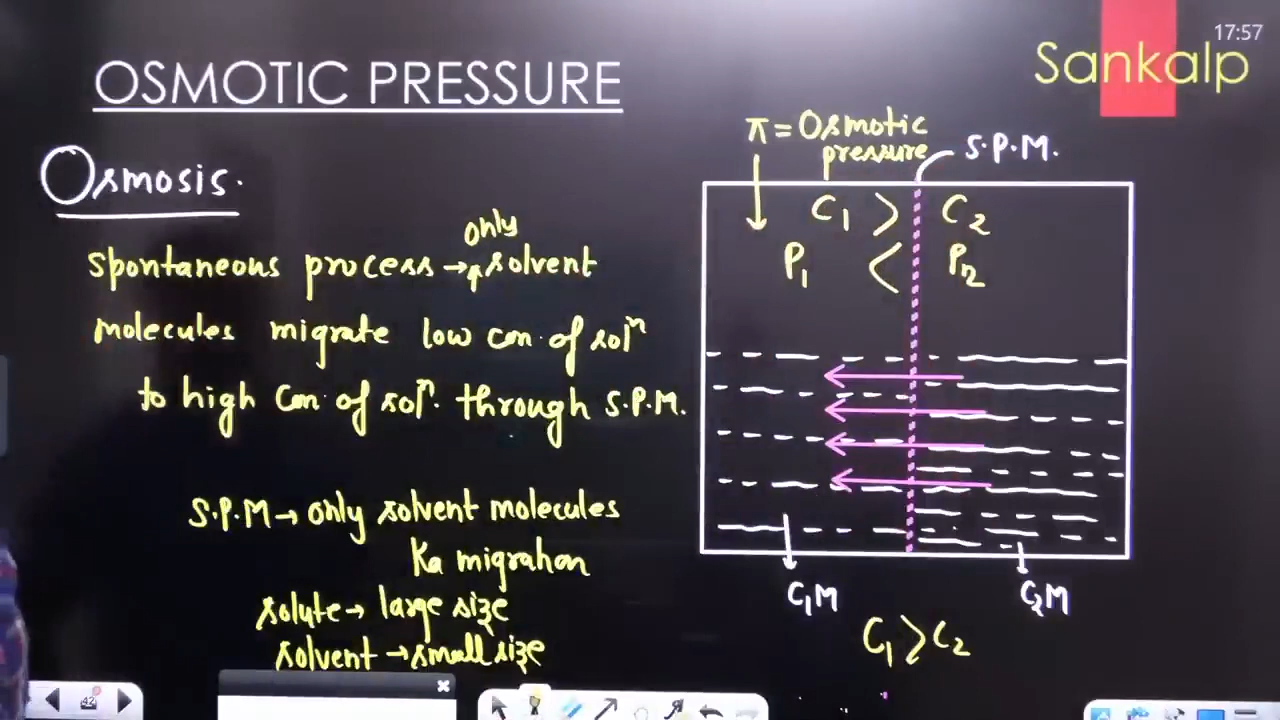 17:57
Sankalp
OSMOTIC PRESSURE
Osmosis.
only
spontaneous process → solvent
molecules migrate low con. of solⁿ
to high con. of solⁿ. through S.P.M.
S.P.M → only solvent molecules
Ka migration
solute → large size
solvent → small size
π = Osmotic
pressure
S.P.M.
C₁ > C₂
P₁ < P₂
C₁M
C₂M
C₁ > C₂
42